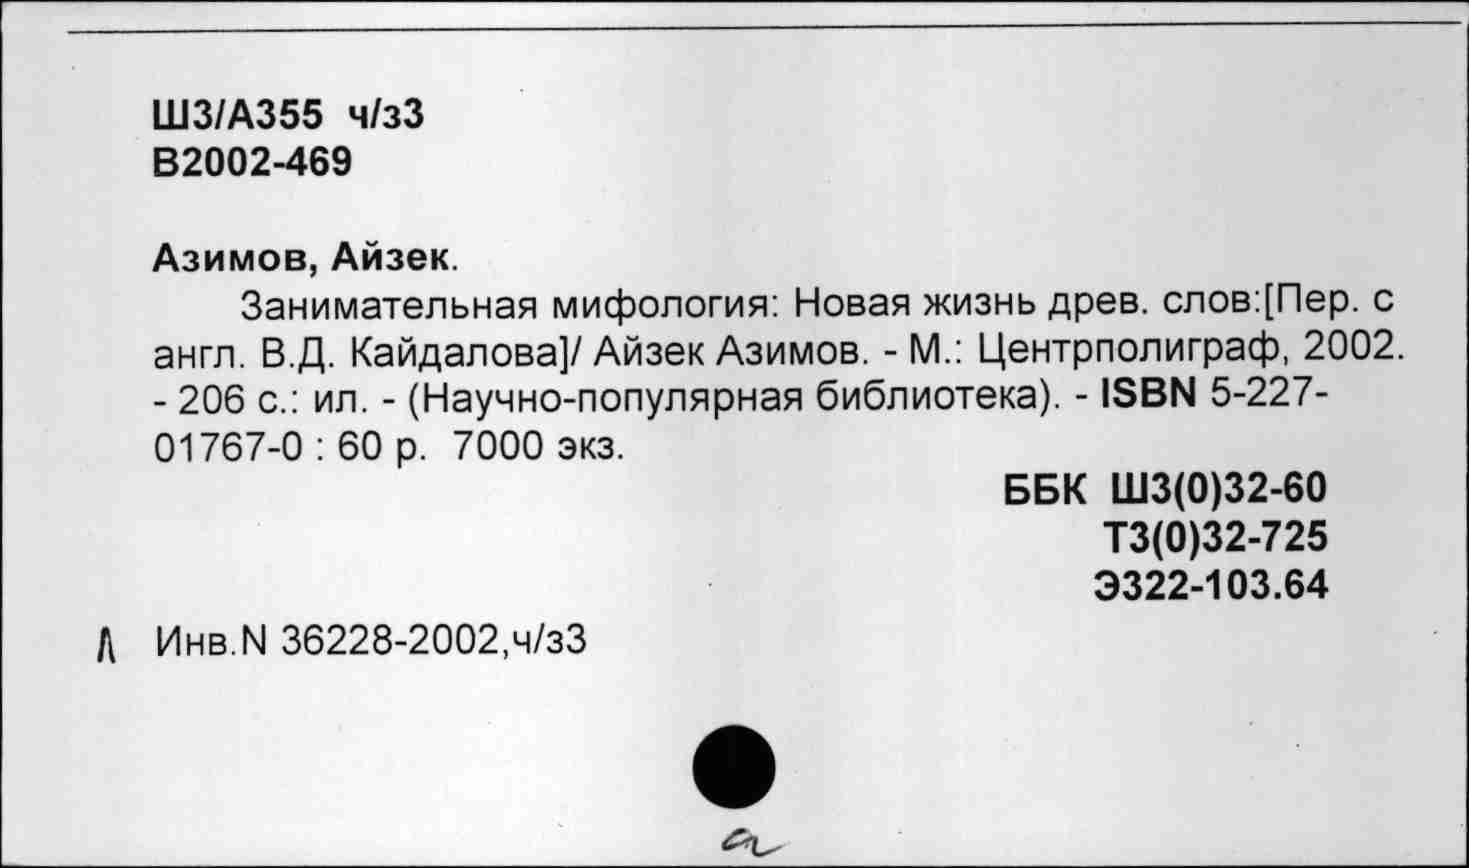 Ш3/А355 ч/з3
В2002-469
Азимов, Айзек.
Занимательная мифология: Новая жизнь древ. слов:[Пер. с
англ. В.Д. Кайдалова]/ Айзек Азимов. - М.: Центрполиграф, 2002.
- 206 с.: ил. - (Научно-популярная библиотека). - ISBN 5-227-
01767-0 : 60 р. 7000 экз.
ББК Ш3(0)32-60
Т3(0)32-725
Э322-103.64
Л Инв.N 36228-2002,ч/з3